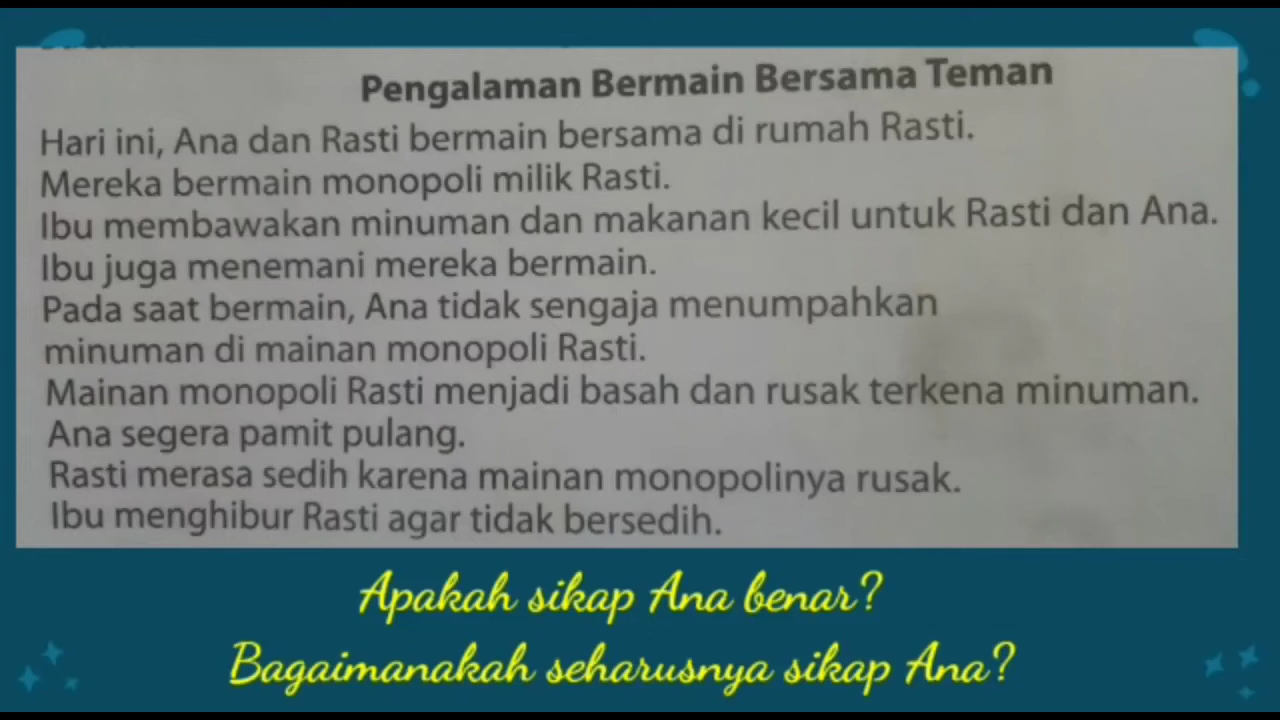 Pengalaman Bermain Bersama Teman
Hari ini, Ana dan Rasti bermain bersama di rumah Rasti.
Mereka bermain monopoli milik Rasti.
Ibu membawakan minuman dan makanan kecil untuk Rasti dan Ana.
Ibu juga menemani mereka bermain.
Pada saat bermain, Ana tidak sengaja menumpahkan
minuman di mainan monopoli Rasti.
Mainan monopoli Rasti menjadi basah dan rusak terkena minuman.
Ana segera pamit pulang.
Rasti merasa sedih karena mainan monopolinya rusak.
Ibu menghibur Rasti agar tidak bersedih.
Apakah sikap Ana benar?
Bagaimanakah seharusnya sikap Ana?